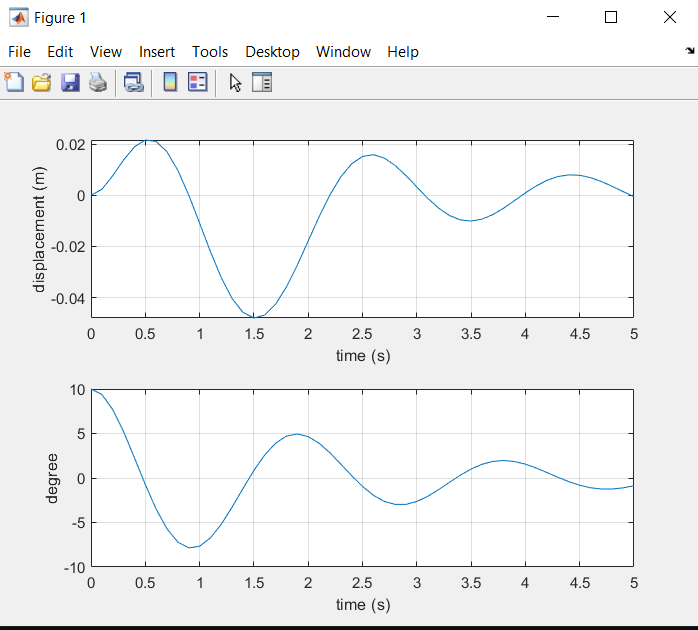 Figure 1
File Edit View Insert Tools Desktop Window Help
0.02
0
-0.02
-0.04
displacement (m)
0 0.5 1 1.5 2 2.5 3 3.5 4 4.5 5
time (s)
10
5
0
-5
-10
degree
0 0.5 1 1.5 2 2.5 3 3.5 4 4.5 5
time (s)